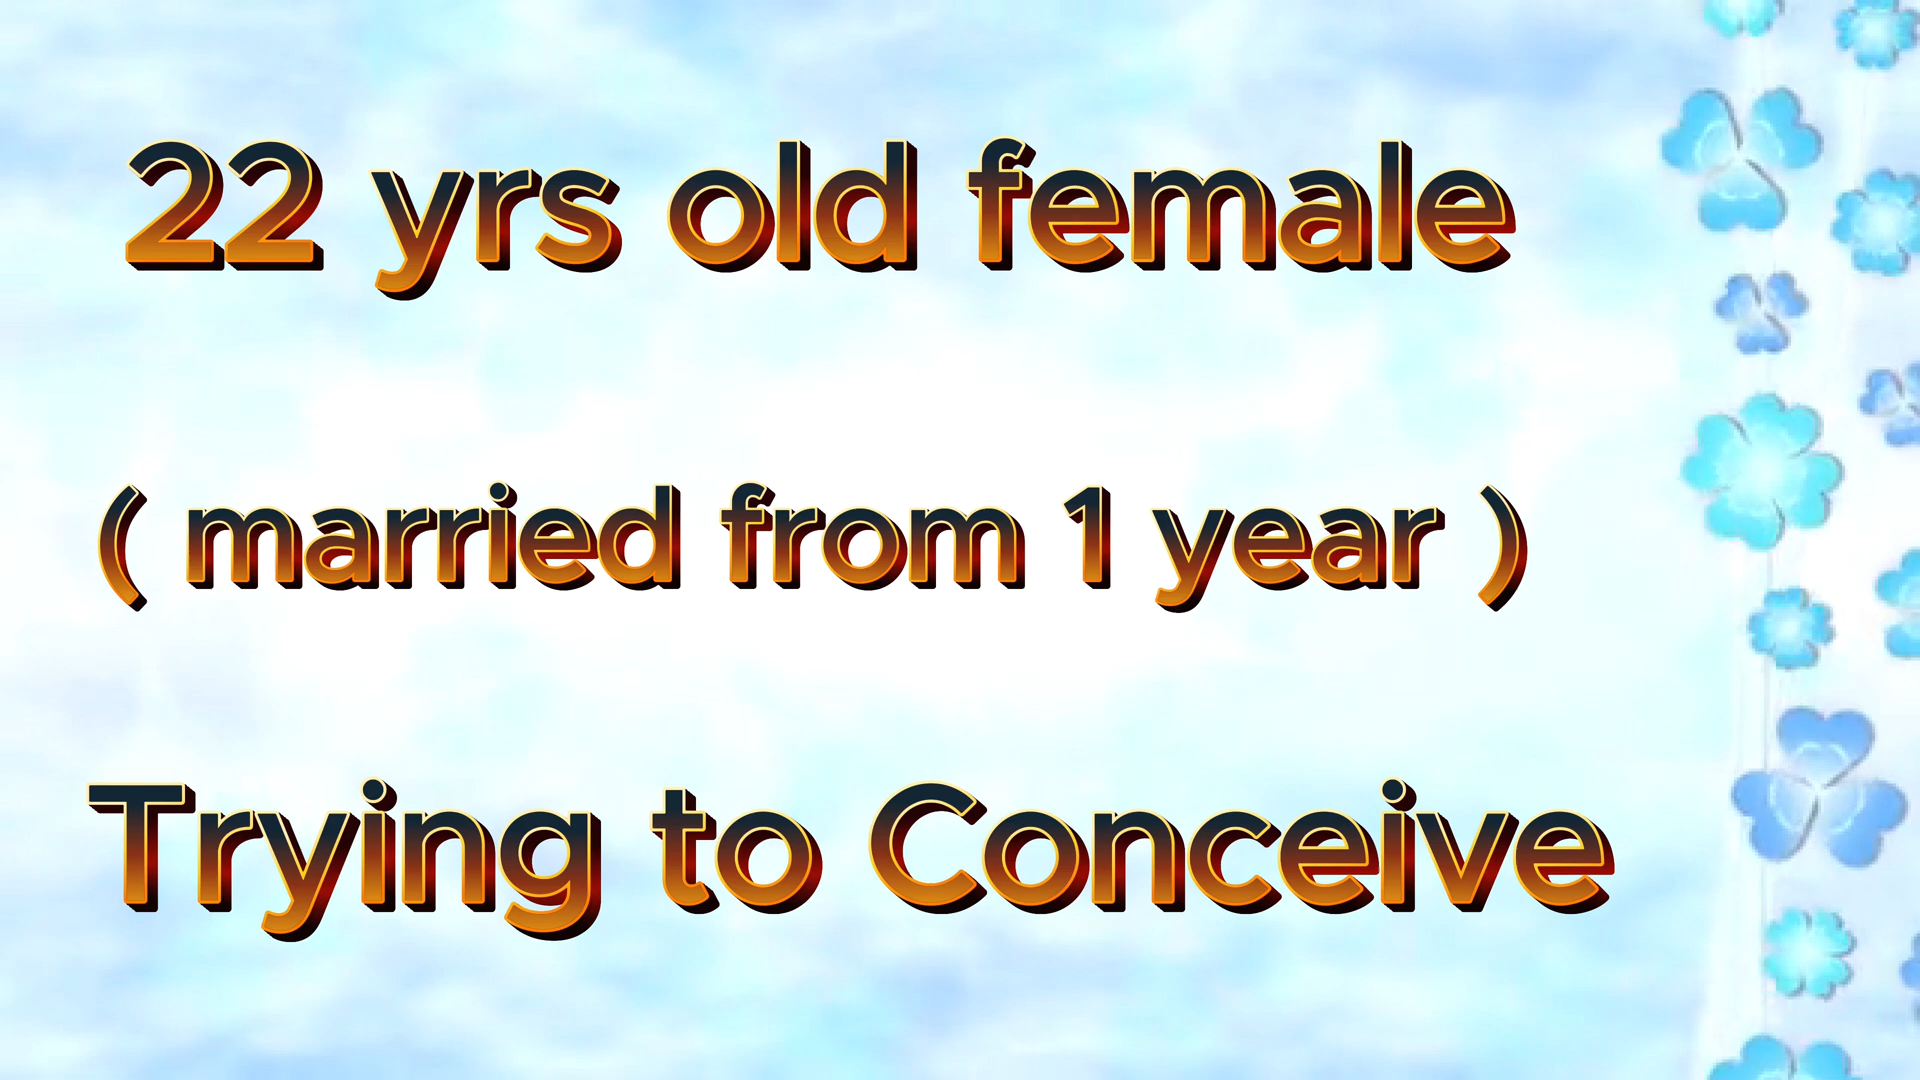 22 yrs old female
( married from 1 year )
Trying to Conceive